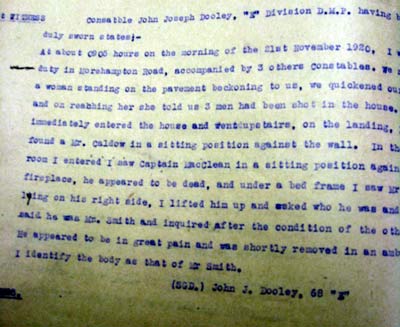 t WITNESS Consatble John Joseph Dooley, "E" Division D.M.P. having b
duly sworn states;-
At about 0905 hours on the morning of the 21st November 1920, I w
duty in Morehampton Road, accompanied by 3 others Constables. We
a woman standing on the pavement beckoning to us, we quickened ou
and on reaching her she told us 3 men had been shot in the house.
immediately entered the house and went upstairs, on the landing,
found a Mr. Caldow in a sitting position against the wall. In th
room I entered I saw Captain MacClean in a sitting position again
fireplace, he appeared to be dead, and under a bed frame I saw Mr
lying on his right side, I lifted him up and asked who he was and
said he was Mr. Smith and inquired after the condition of the oth
He appeared to be in great pain and was shortly removed in an amb
I identify the body as that of Mr Smith.
(SGD.) John J. Dooley, 68 "E"